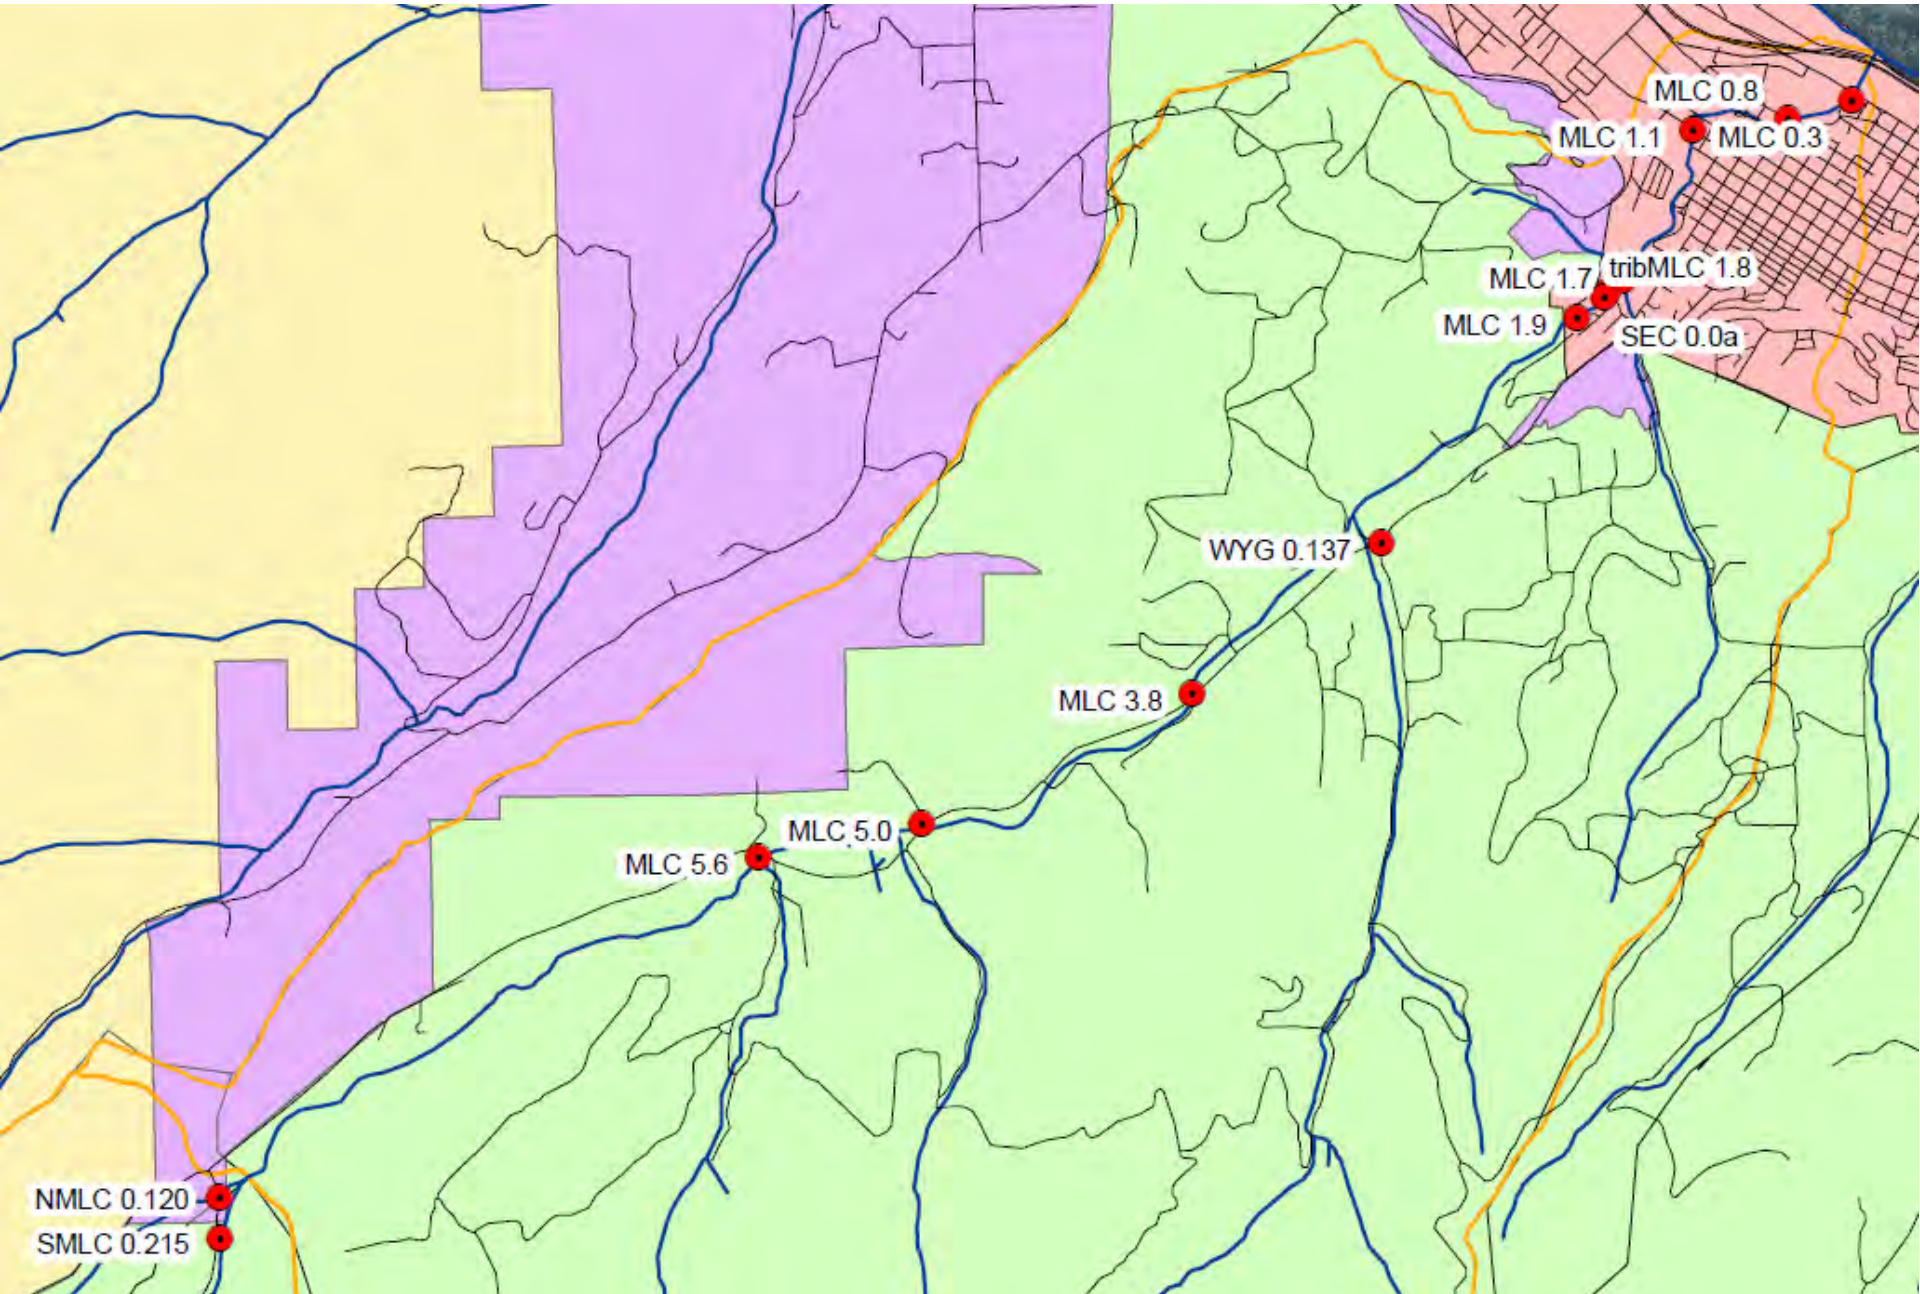 MLC 0.8
MLC 1.1
MLC 0.3
tribMLC 1.8
MLC 1.7
MLC 1.9
SEC 0.0a
WYG 0.137
MLC 3.8
MLC 5.0
MLC 5.6
NMLC 0.120
SMLC 0.215